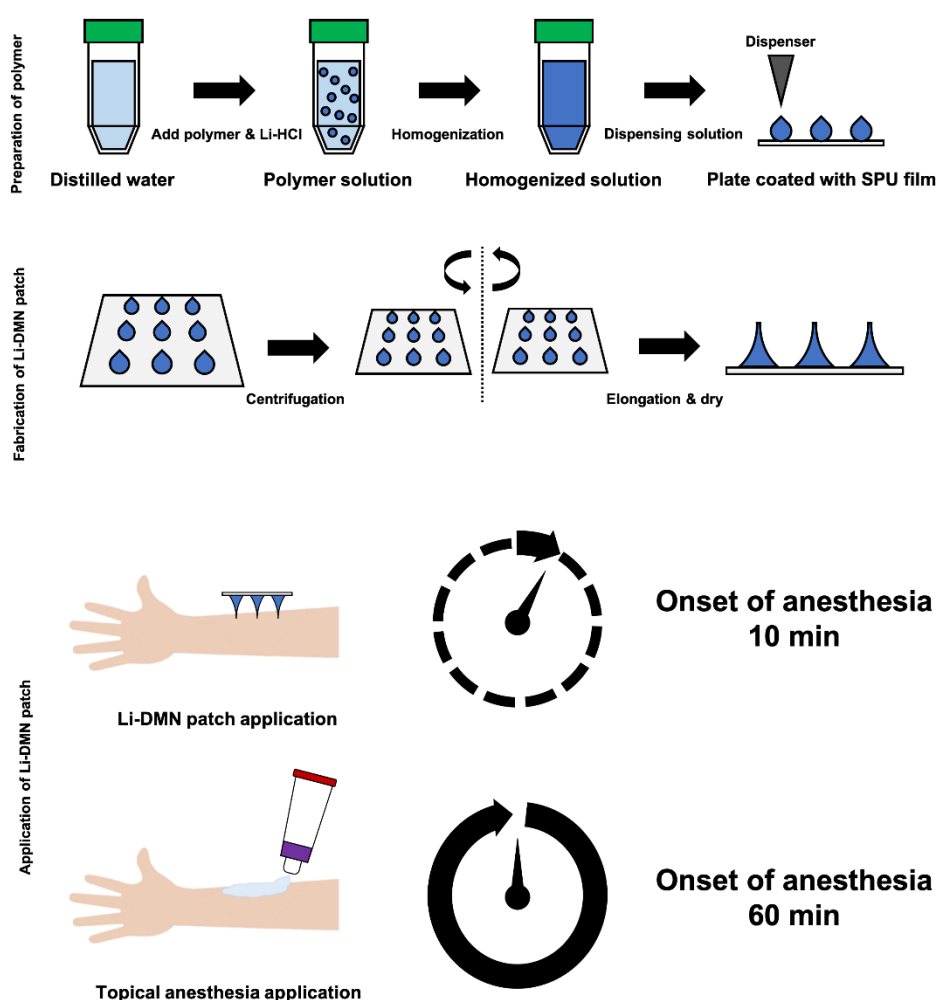 Preparation of polymer
Dispenser
Add polymer & Li-HCl
Homogenization
Dispensing solution
Distilled water
Polymer solution
Homogenized solution
Plate coated with SPU film
Fabrication of Li-DMN patch
Centrifugation
Elongation & dry
Application of Li-DMN patch
Onset of anesthesia
10 min
Li-DMN patch application
Onset of anesthesia
60 min
Topical anesthesia application